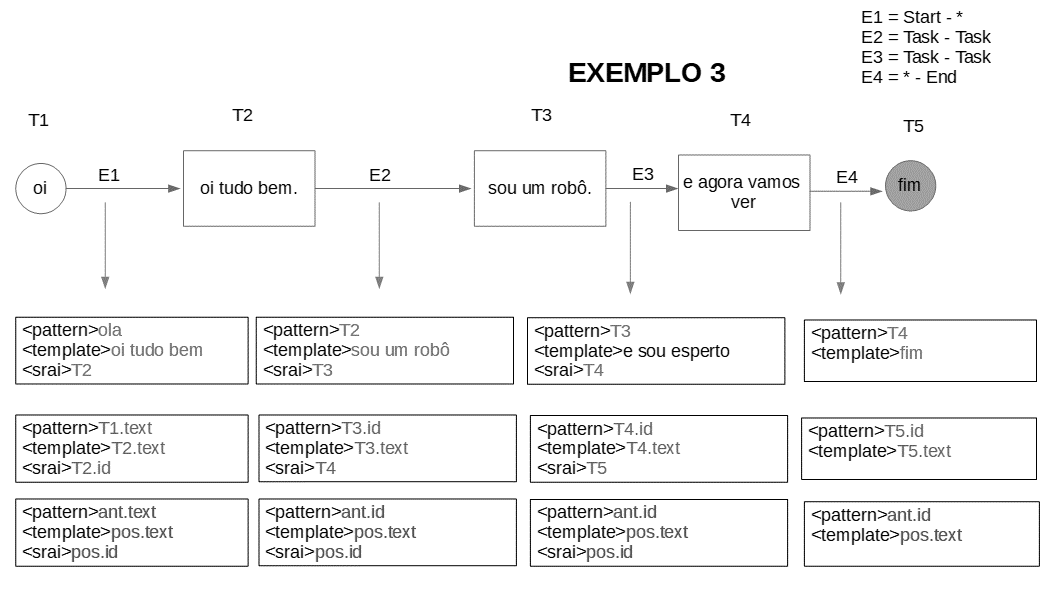 E1 = Start - *
E2 = Task - Task
E3 = Task - Task
E4 = * - End
EXEMPLO 3
T1
T2
T3
T4
T5
oi
E1
oi tudo bem.
E2
sou um robô.
E3
e agora vamos
ver
E4
fim
<pattern>ola
<template>oi tudo bem
<srai>T2
<pattern>T2
<template>sou um robô
<srai>T3
<pattern>T3
<template>e sou esperto
<srai>T4
<pattern>T4
<template>fim
<pattern>T1.text
<template>T2.text
<srai>T2.id
<pattern>T3.id
<template>T3.text
<srai>T4
<pattern>T4.id
<template>T4.text
<srai>T5
<pattern>T5.id
<template>T5.text
<pattern>ant.text
<template>pos.text
<srai>pos.id
<pattern>ant.id
<template>pos.text
<srai>pos.id
<pattern>ant.id
<template>pos.text
<srai>pos.id
<pattern>ant.id
<template>pos.text